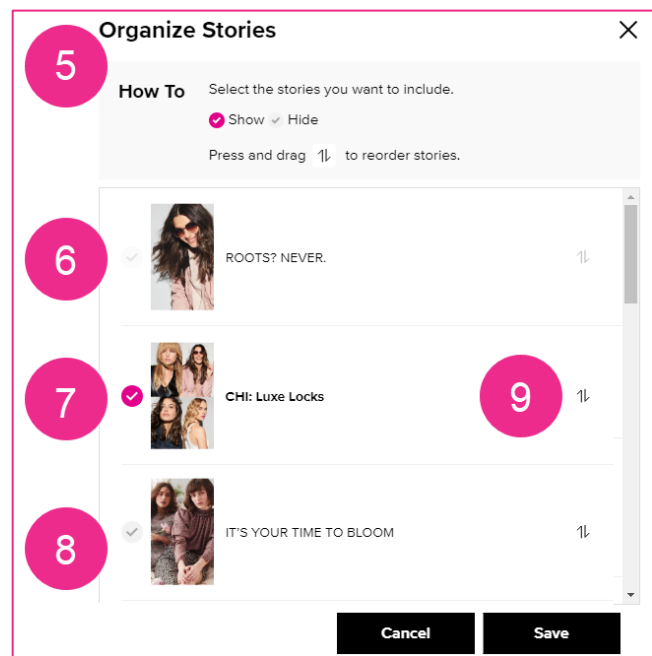 Organize Stories
5
How To
Select the stories you want to include.
Show Hide
Press and drag to reorder stories.
6
ROOTS? NEVER.
7
CHI: Luxe Locks
9
8
IT'S YOUR TIME TO BLOOM
Cancel
Save